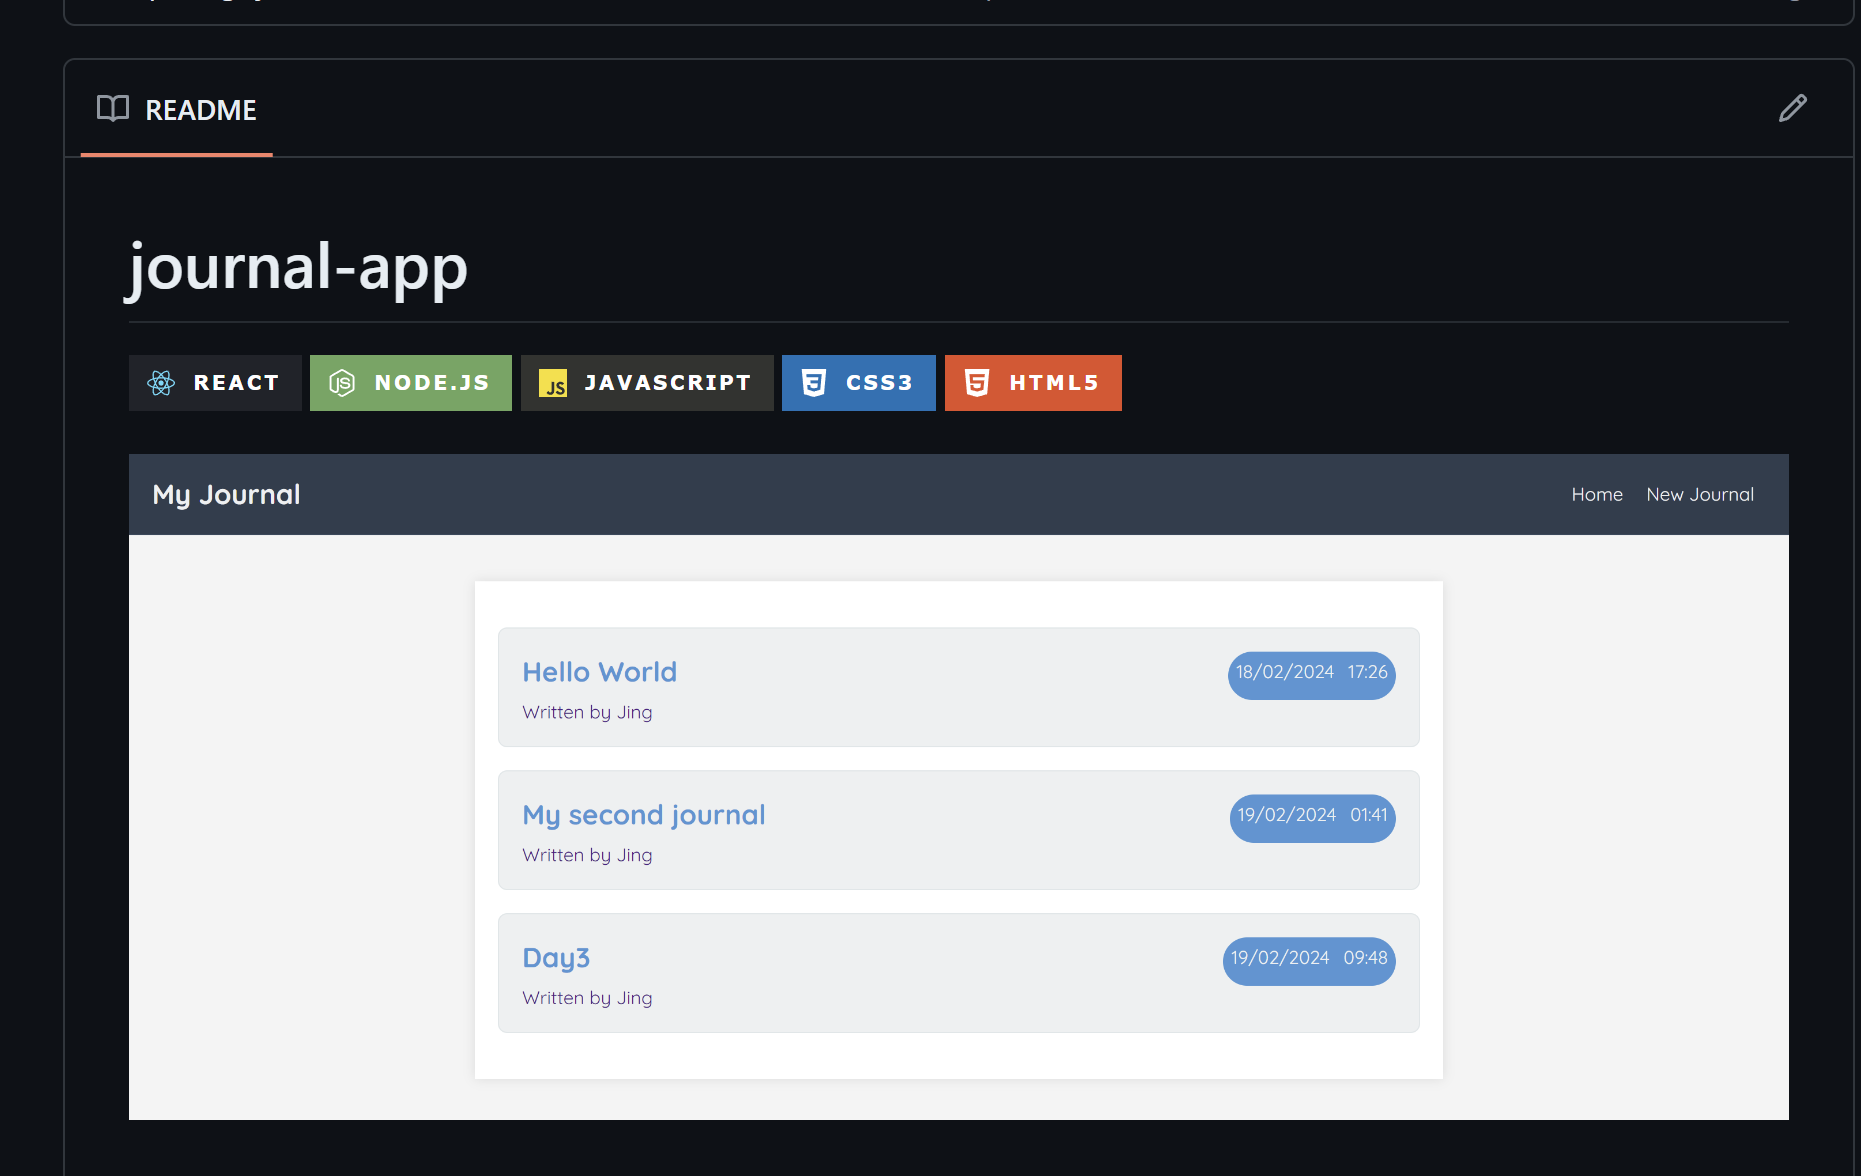 README
journal-app
REACT NODE.JS JS JAVASCRIPT CSS3 HTML5
My Journal Home New Journal
Hello World 18/02/2024 17:26
Written by Jing
My second journal 19/02/2024 01:41
Written by Jing
Day3 19/02/2024 09:48
Written by Jing